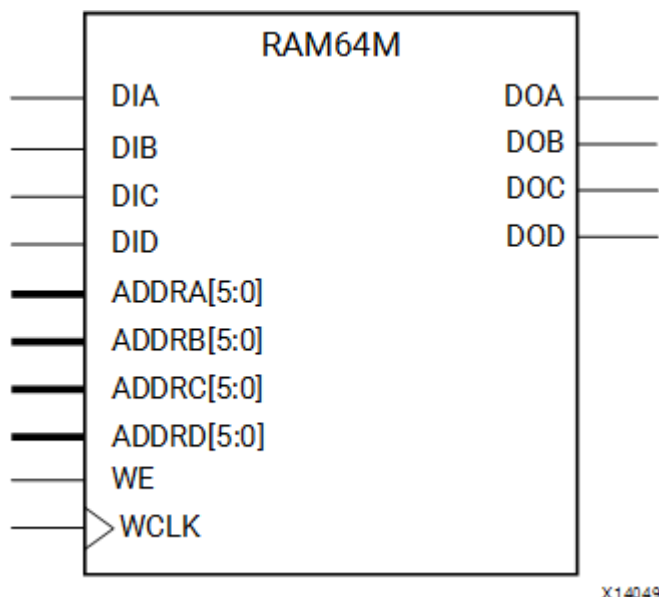 RAM64M
DIA
DIB
DIC
DID
ADDRA[5:0]
ADDRB[5:0]
ADDRC[5:0]
ADDRD[5:0]
WE
WCLK
DOA
DOB
DOC
DOD
X14049